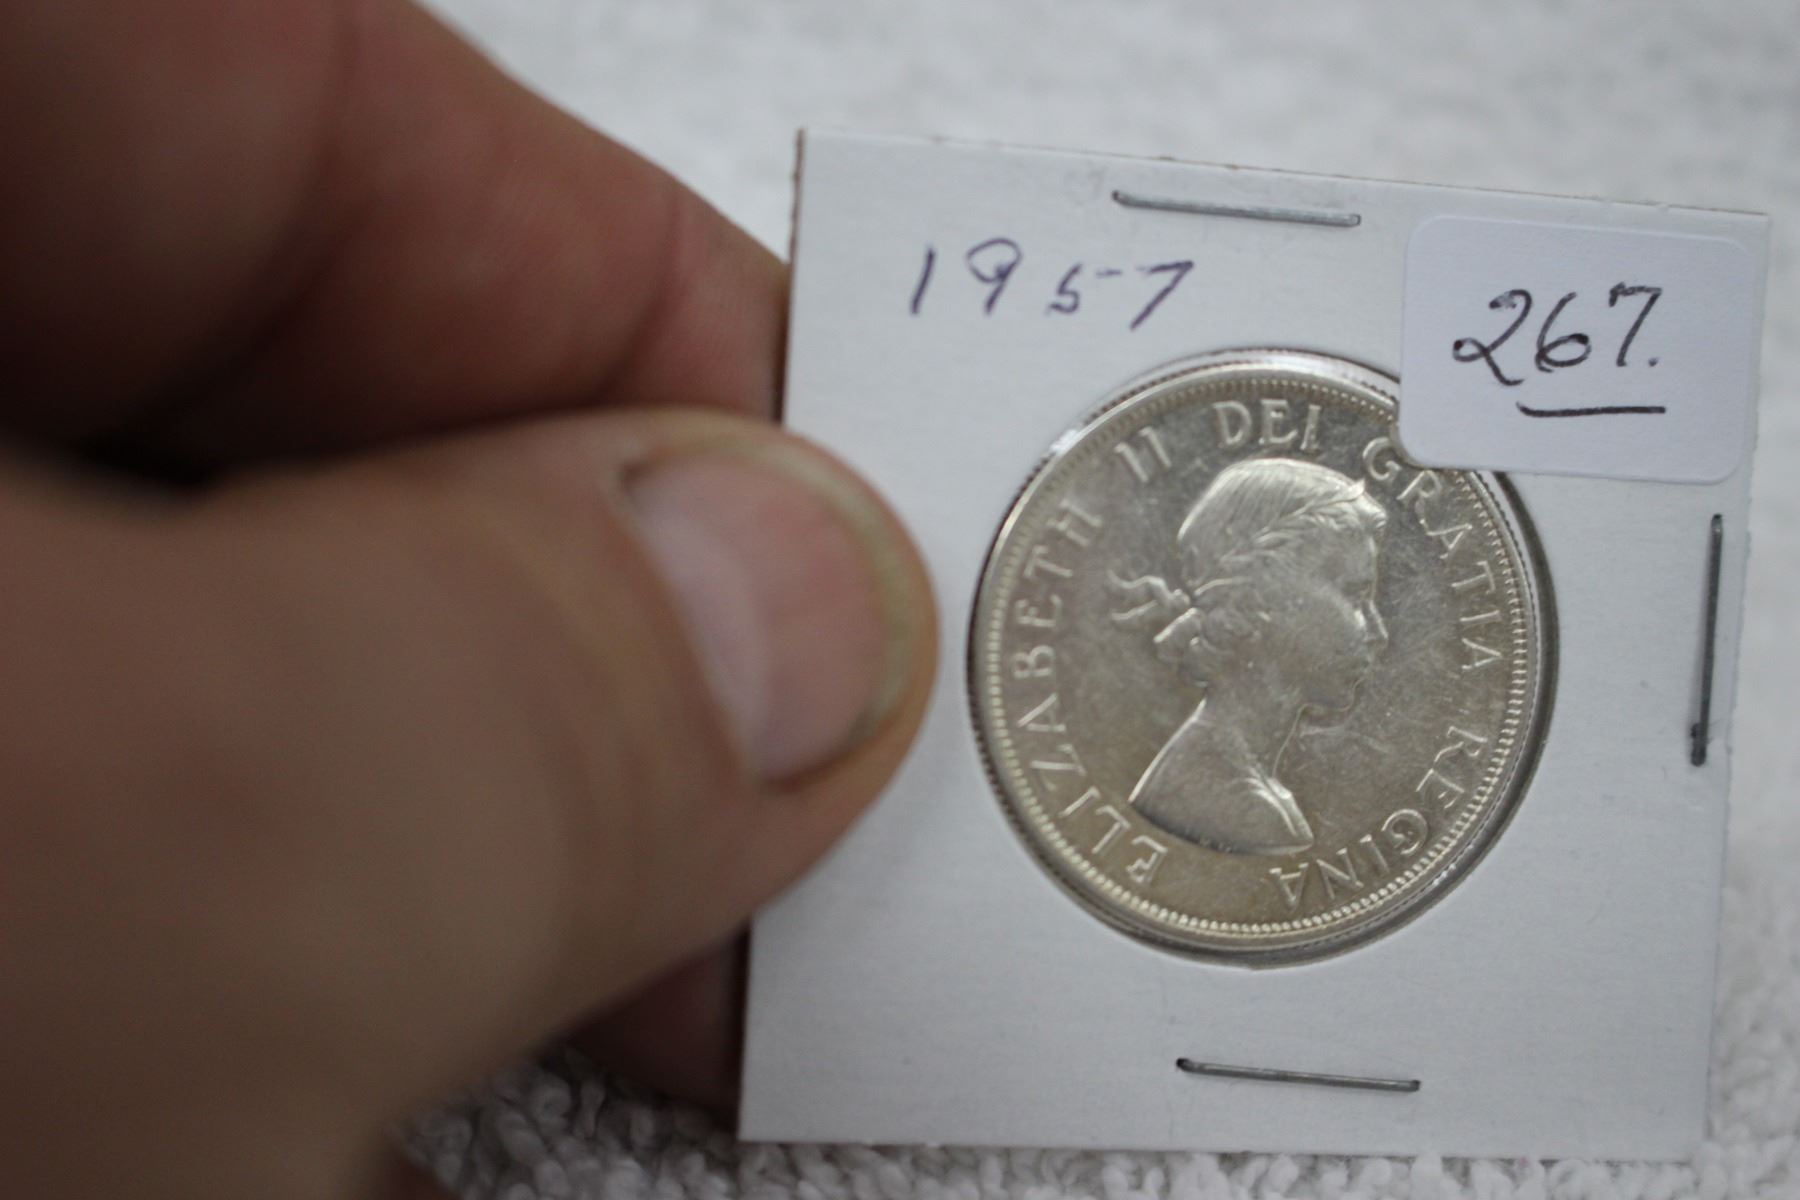 1957
267.
ELIZABETH II DEI GRATIA REGINA